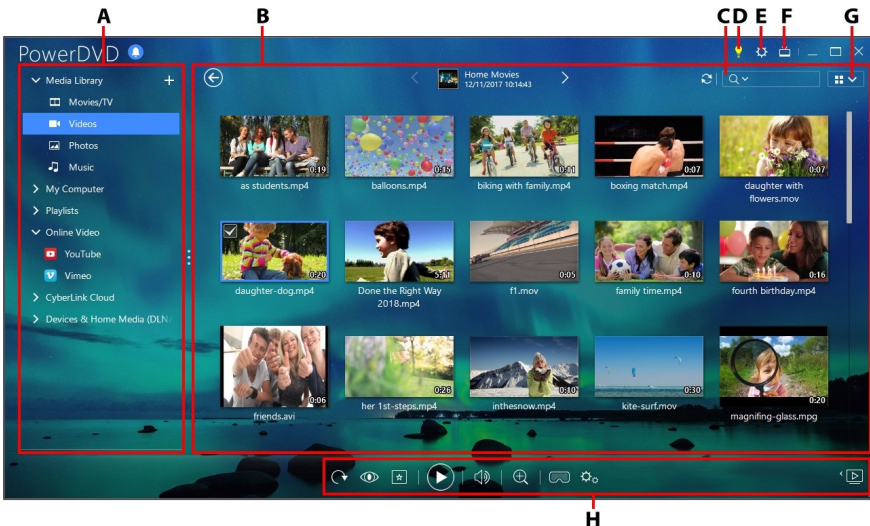 A B C D E F G
PowerDVD
Media Library +
Movies/TV
Videos
Photos
Music
My Computer
Playlists
Online Video
YouTube
Vimeo
CyberLink Cloud
Devices & Home Media (DLN
Home Movies
12/11/2017 10:14:43
0:19 0:15 0:11 0:07 0:07
as students.mp4 balloons.mp4 biking with family.mp4 boxing match.mp4 daughter with
flowers.mov
0:20 5:11 0:05 0:10 0:16
daughter-dog.mp4 Done the Right Way f1.mov family time.mp4 fourth birthday.mp4
2018.mp4
0:06 0:26 0:10 0:30 0:20
friends.avi her 1st-steps.mp4 inthesnow.mp4 kite-surf.mov magnifing-glass.mpg
H